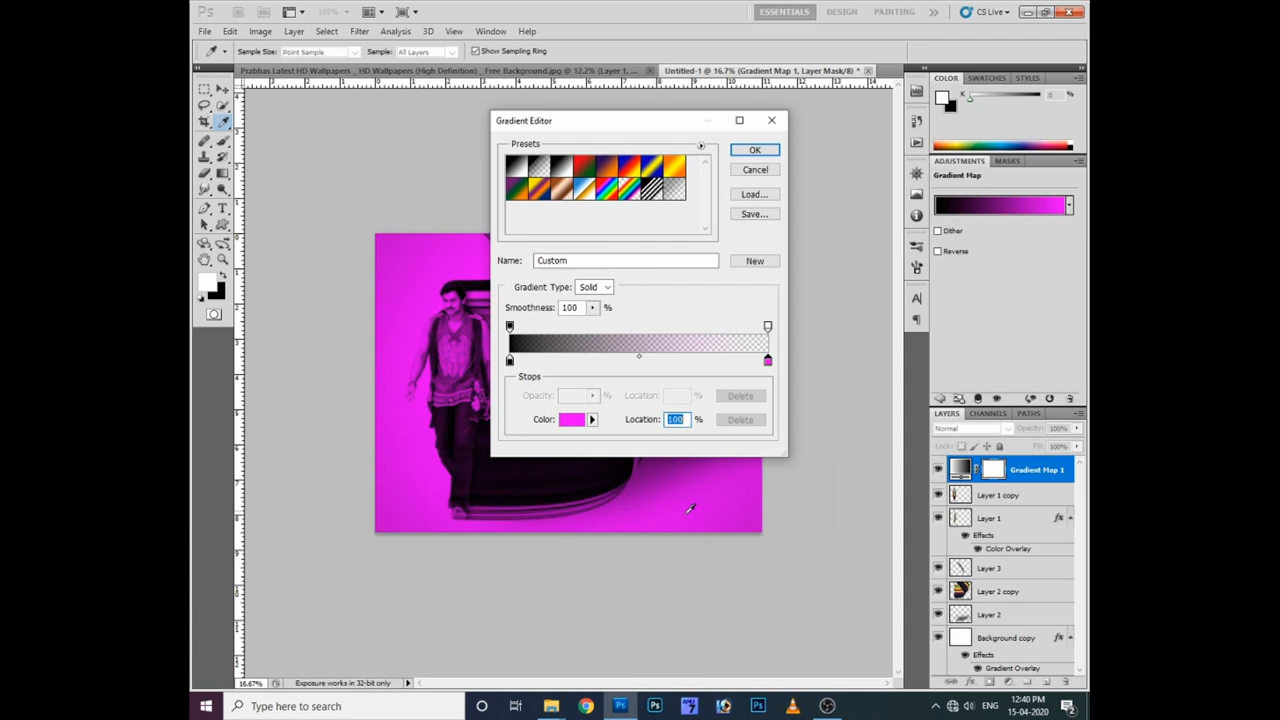 Ps 120% ESSENTIALS DESIGN PAINTING CS Live
File Edit Image Layer Select Filter Analysis 3D View Window Help
Sample Size: Point Sample Sample: All Layers Show Sampling Ring
Prabhas Latest HD Wallpapers _ HD Wallpapers (High Definition) _ Free Background.jpg @ 12.2% (Layer 1, ... Untitled-1 @ 16.7% (Gradient Map 1, Layer Mask/8) *
COLOR SWATCHES STYLES
K 0 %
ADJUSTMENTS MASKS
Gradient Map
Dither
Reverse
Gradient Editor
Presets
OK
Cancel
Load...
Save...
Name: Custom New
Gradient Type: Solid
Smoothness: 100 %
Stops
Opacity: % Location: % Delete
Color: Location: 100 % Delete
LAYERS CHANNELS PATHS
Normal Opacity: 100%
Lock: Fill: 100%
Gradient Map 1
Layer 1 copy
Layer 1 fx
Effects
Color Overlay
Layer 3
Layer 2 copy
Layer 2
Background copy fx
Effects
Gradient Overlay
16.67% Exposure works in 32-bit only
Type here to search
ENG
12:40 PM
15-04-2020